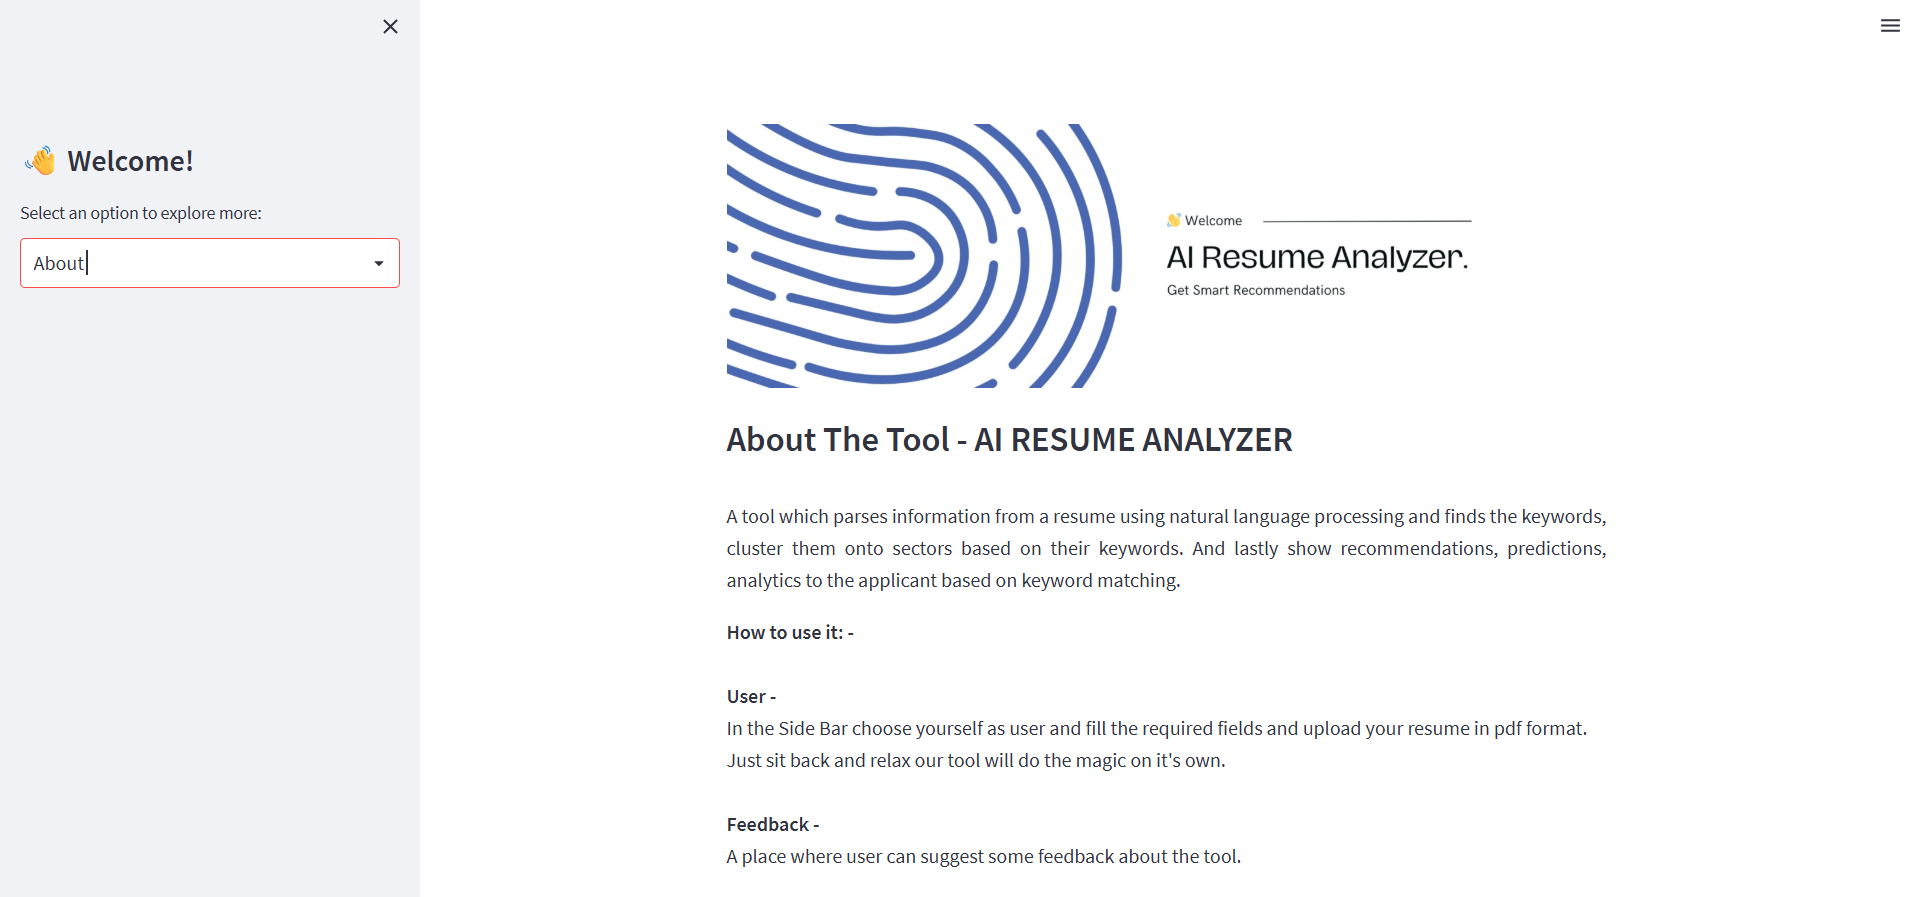 👋 Welcome!
Select an option to explore more:
About
👋 Welcome
AI Resume Analyzer.
Get Smart Recommendations
About The Tool - AI RESUME ANALYZER
A tool which parses information from a resume using natural language processing and finds the keywords,
cluster them onto sectors based on their keywords. And lastly show recommendations, predictions,
analytics to the applicant based on keyword matching.
How to use it: -
User -
In the Side Bar choose yourself as user and fill the required fields and upload your resume in pdf format.
Just sit back and relax our tool will do the magic on it's own.
Feedback -
A place where user can suggest some feedback about the tool.